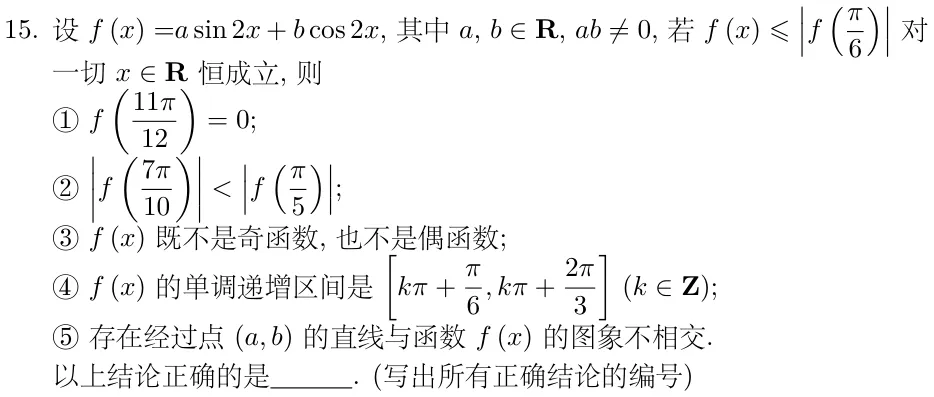 15. 设 f (x) =a sin 2x + b cos 2x, 其中 a, b ∈ R, ab ≠ 0, 若 f (x) ⩽ |f (π/6)| 对
一切 x ∈ R 恒成立, 则
① f (11π/12) = 0;
② |f (7π/10)| < |f (π/5)|;
③ f (x) 既不是奇函数, 也不是偶函数;
④ f (x) 的单调递增区间是 [kπ + π/6, kπ + 2π/3] (k ∈ Z);
⑤ 存在经过点 (a, b) 的直线与函数 f (x) 的图象不相交.
以上结论正确的是______. (写出所有正确结论的编号)